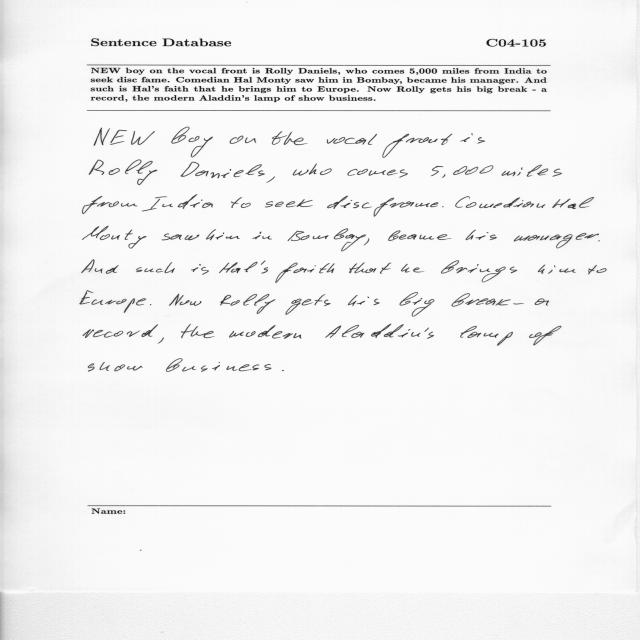 Sentence Database C04-105
NEW boy on the vocal front is Rolly Daniels, who comes 5,000 miles from India to
seek disc fame. Comedian Hal Monty saw him in Bombay, became his manager. And
such is Hal's faith that he brings him to Europe. Now Rolly gets his big break - a
record, the modern Aladdin's lamp of show business.
NEW boy on the vocal front is
Rolly Daniels, who comes 5,000 miles
from India to seek disc frame. Comedian Hal
Monty saw him in Bombay, became his manager.
And such is Hal's faith that he brings him to
Europe. Now Rolly gets his big break - a
record, the modern Aladdin's lamp of
show business.
Name: